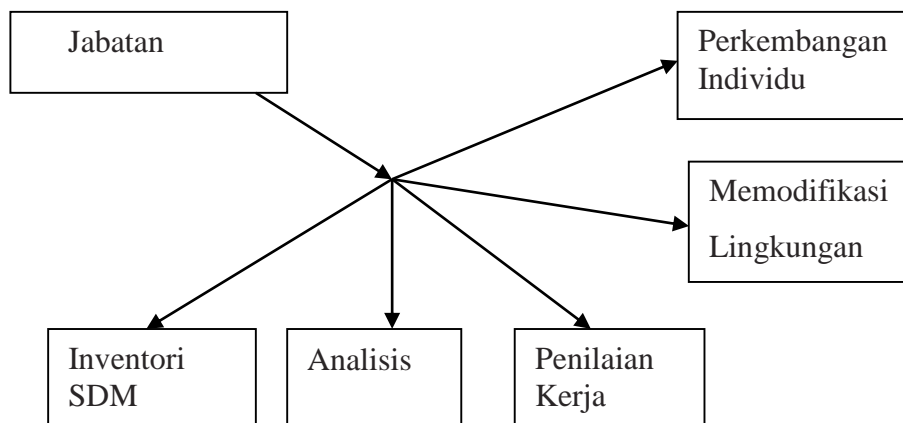 Jabatan
Perkembangan
Individu
Memodifikasi
Lingkungan
Inventori
SDM
Analisis
Penilaian
Kerja